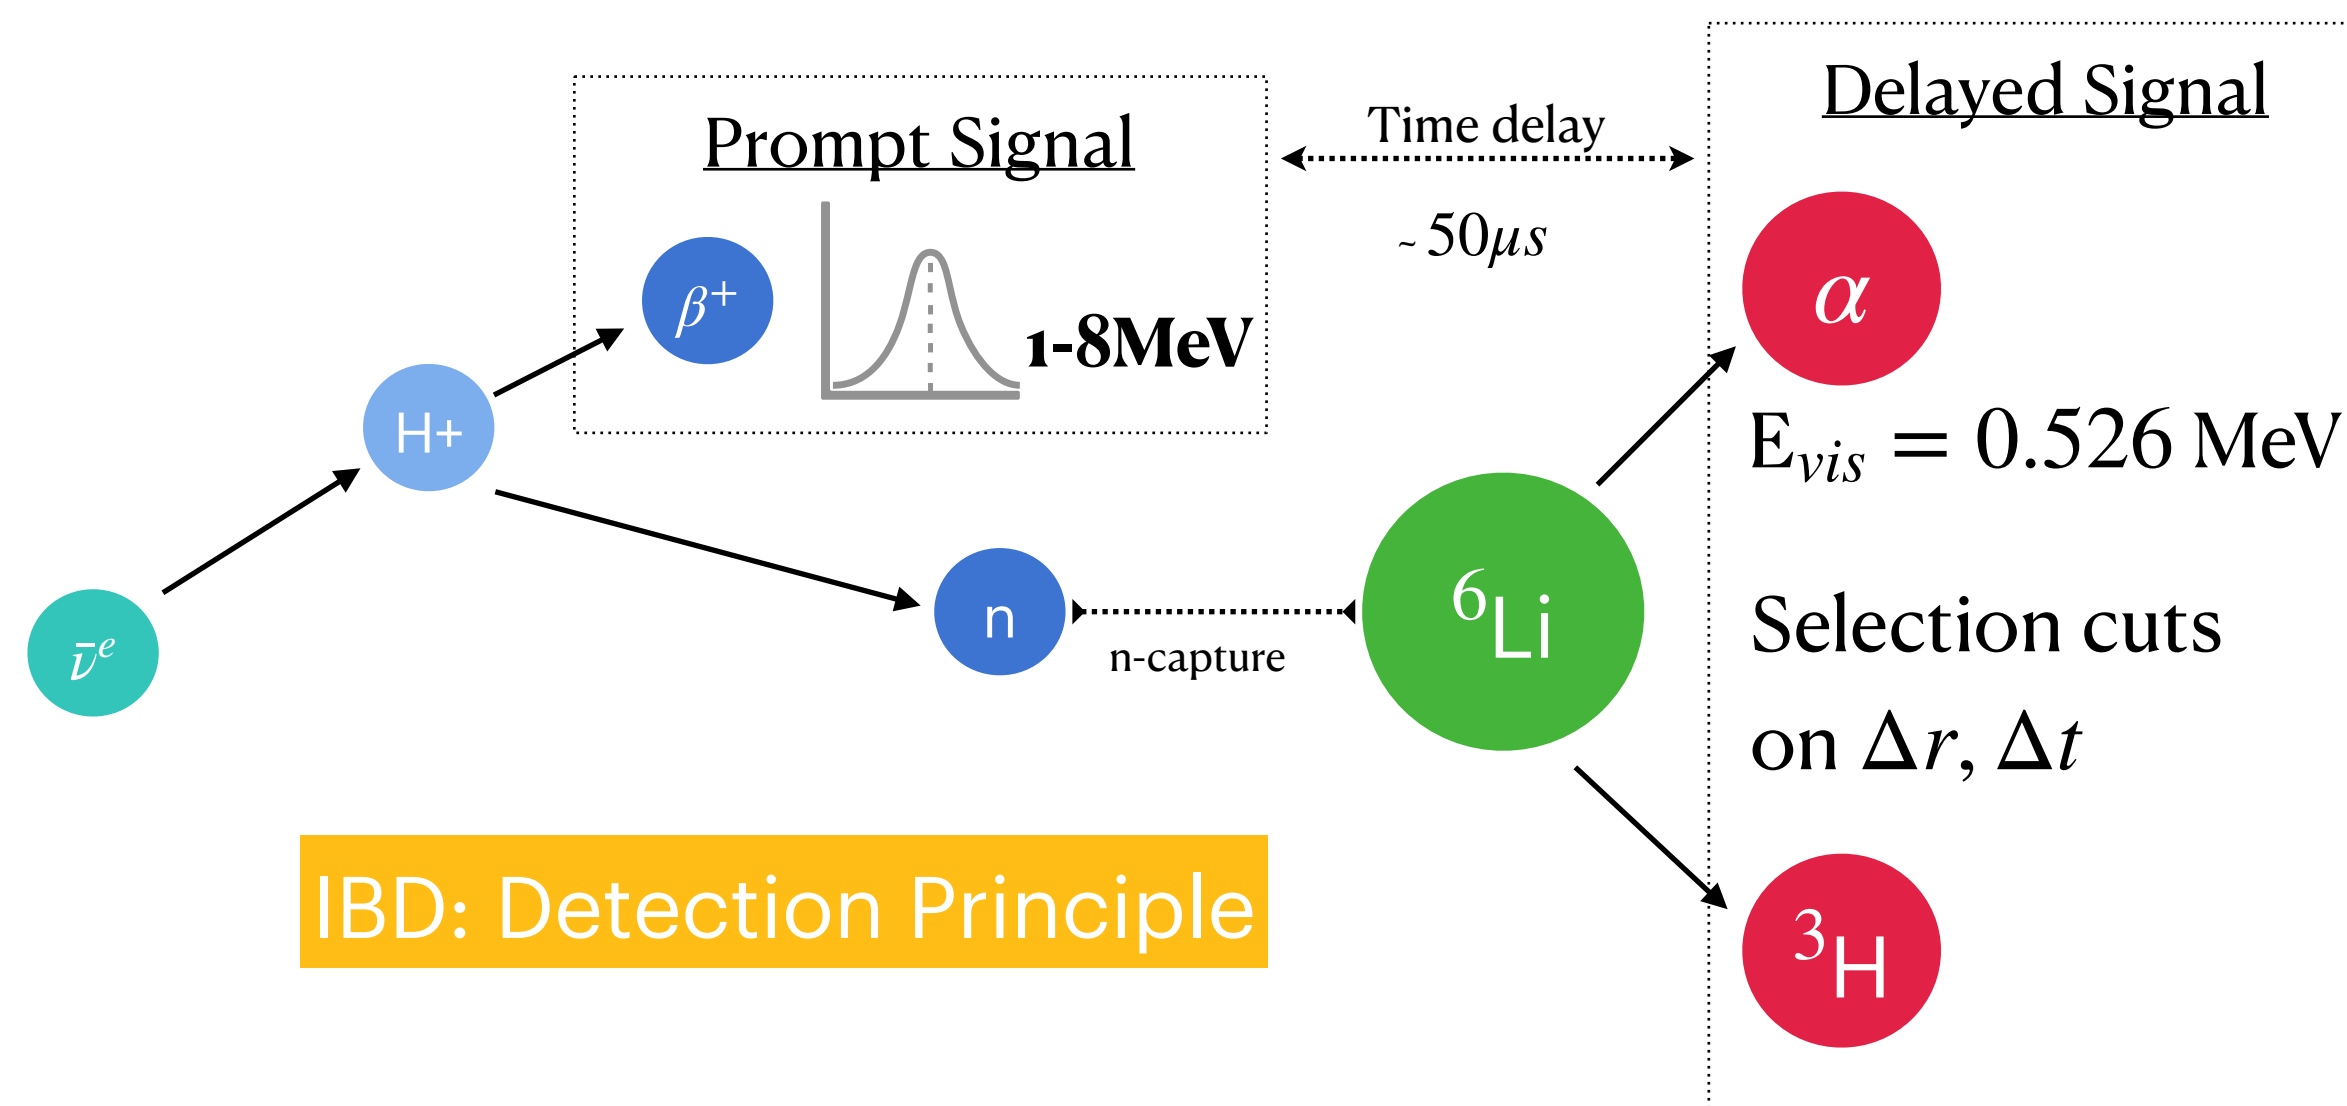 Prompt Signal
β⁺
1-8MeV
Time delay
~ 50μs
Delayed Signal
α
E_vis = 0.526 MeV
H+
ν̄ᵉ
n
n-capture
⁶Li
Selection cuts
on Δr, Δt
³H
IBD: Detection Principle